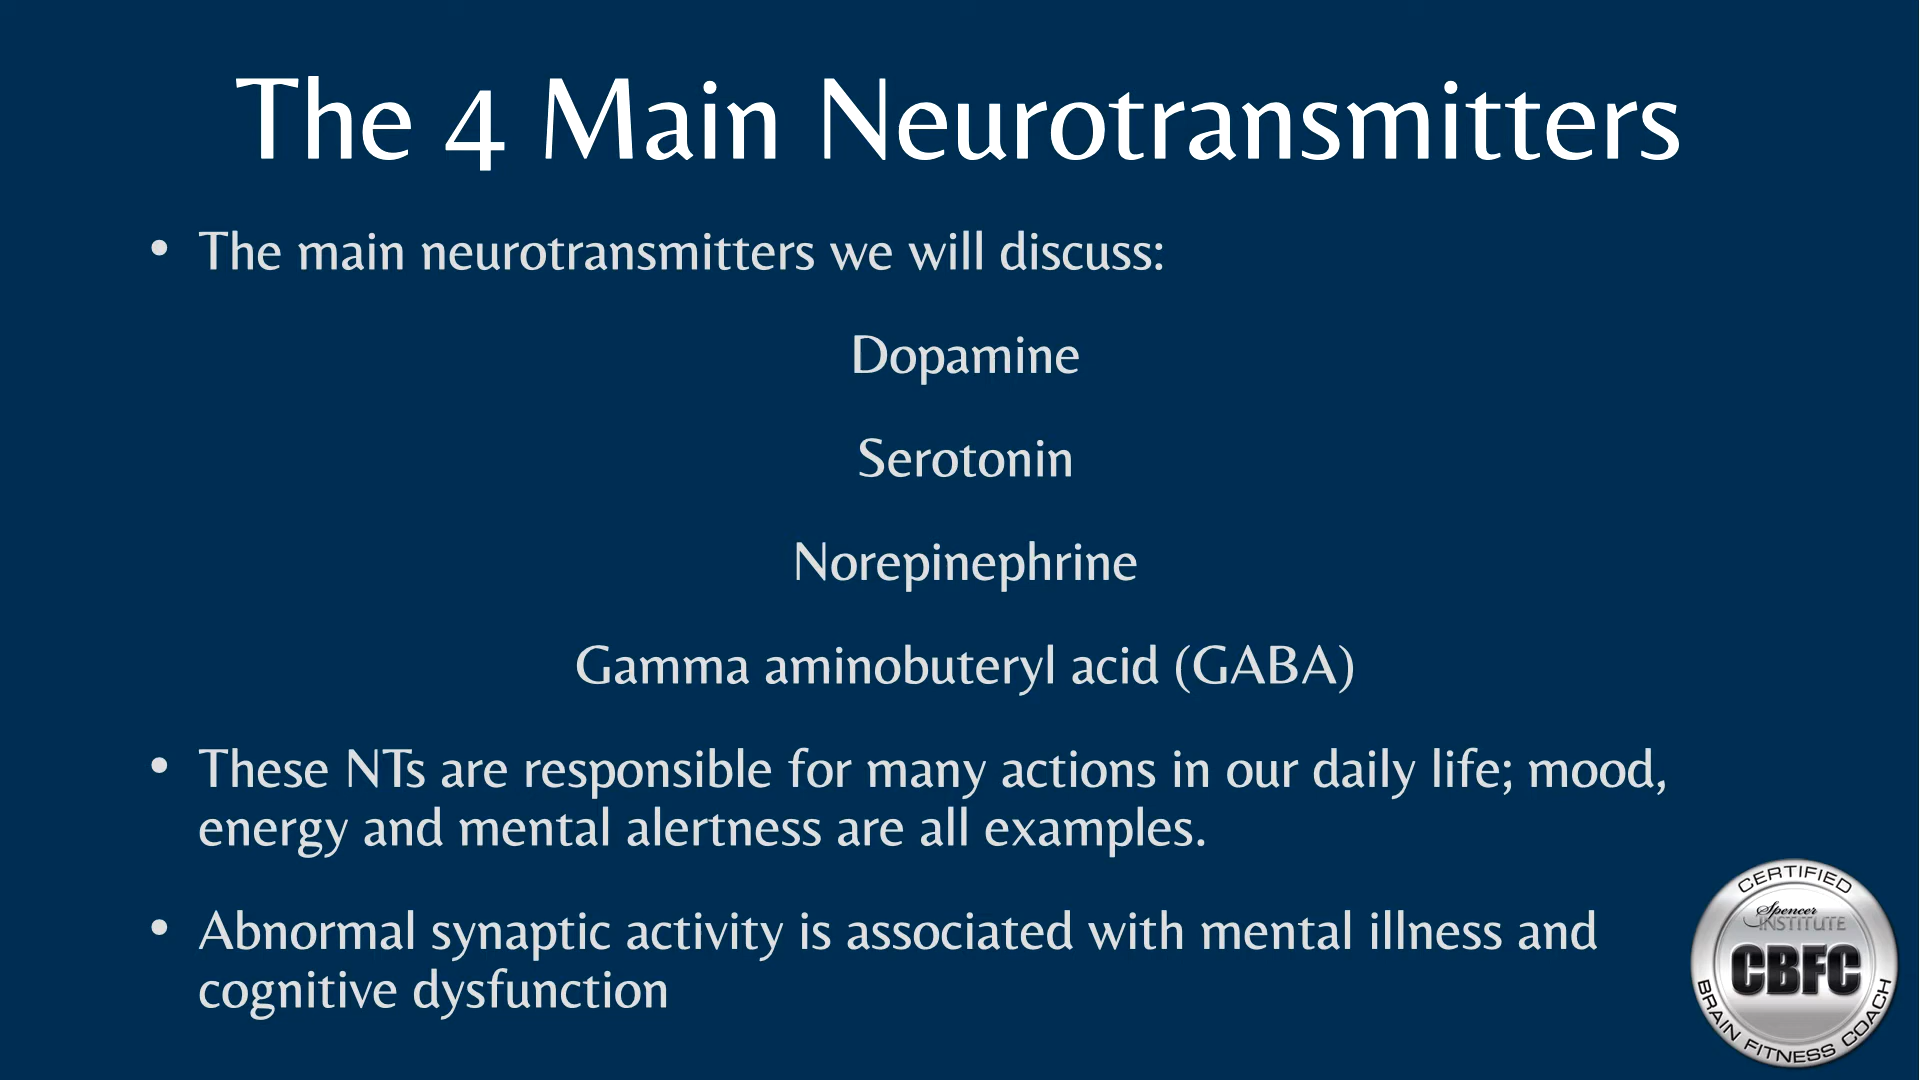 The 4 Main Neurotransmitters
• The main neurotransmitters we will discuss:
Dopamine
Serotonin
Norepinephrine
Gamma aminobuteryl acid (GABA)
• These NTs are responsible for many actions in our daily life; mood,
energy and mental alertness are all examples.
• Abnormal synaptic activity is associated with mental illness and
cognitive dysfunction
CERTIFIED
Spencer
INSTITUTE
CBFC
BRAIN FITNESS COACH